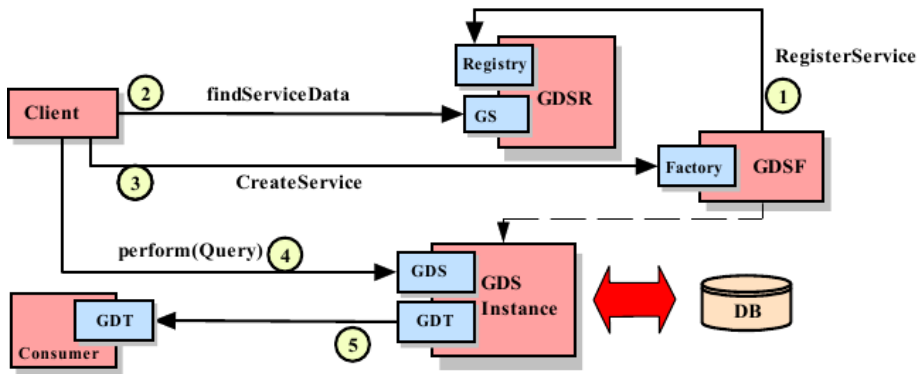 RegisterService
Registry
GDSR
2
findServiceData
1
Client
GS
3
CreateService
Factory
GDSF
perform(Query)
4
GDS
GDS
Instance
DB
GDT
GDT
Consumer
5